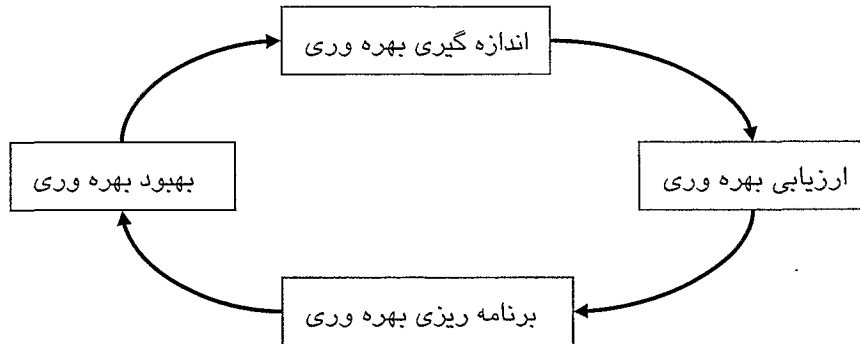 اندازه گیری بهره وری
ارزیابی بهره وری
برنامه ریزی بهره وری
بهبود بهره وری